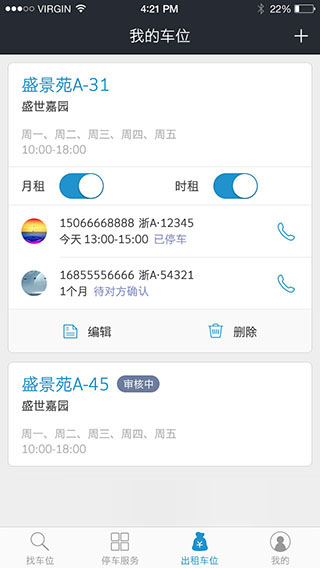 VIRGIN 4:21 PM 22%
我的车位
盛景苑A-31
盛世嘉园
周一、周二、周三、周四、周五
10:00-18:00
月租 时租
15066668888 浙A·12345
今天 13:00-15:00 已停车
16855556666 浙A·54321
1个月 待对方确认
编辑 删除
盛景苑A-45 审核中
盛世嘉园
周一、周二、周三、周四、周五
10:00-18:00
找车位 停车服务 出租车位 我的